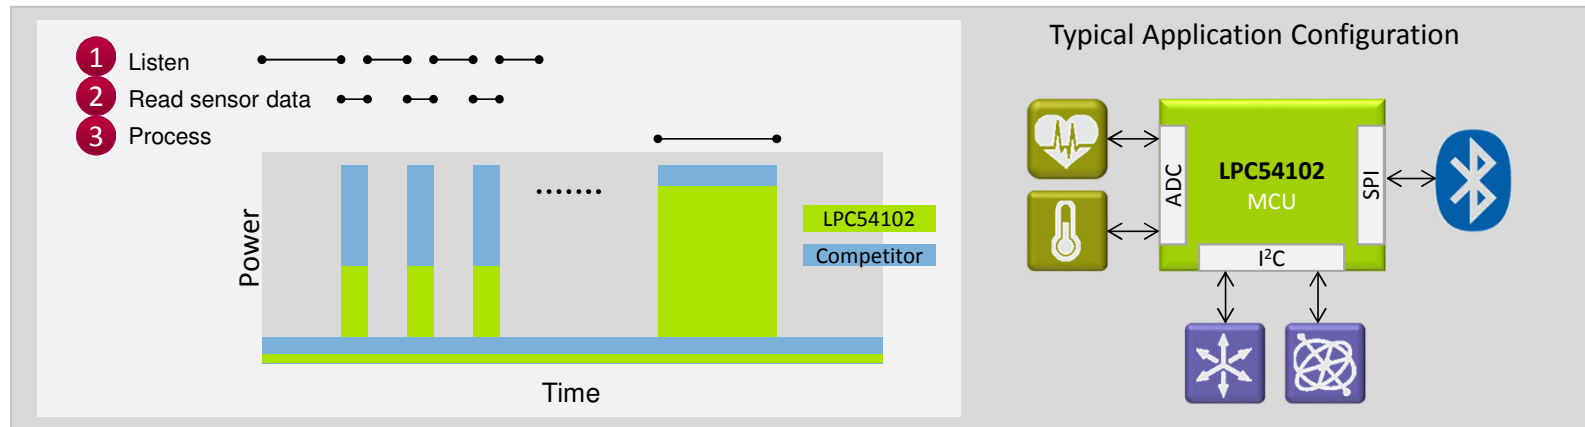 1 Listen
2 Read sensor data
3 Process
Power
Time
LPC54102
Competitor
Typical Application Configuration
ADC
LPC54102
MCU
SPI
I²C